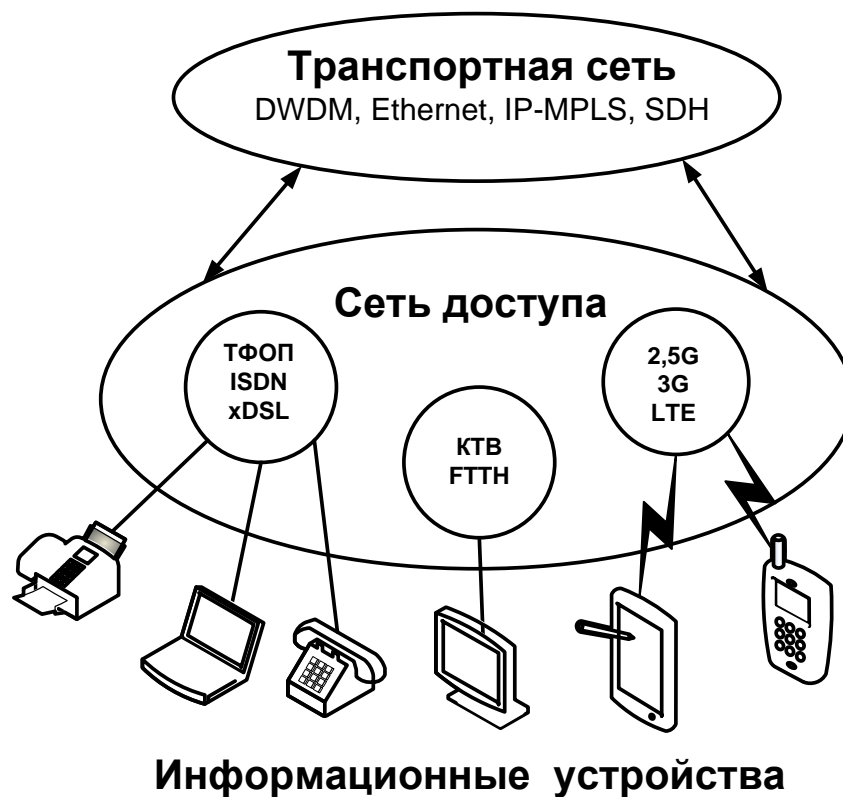 Транспортная сеть
DWDM, Ethernet, IP-MPLS, SDH
Сеть доступа
ТФОП
ISDN
xDSL
КТВ
FTTH
2,5G
3G
LTE
Информационные устройства